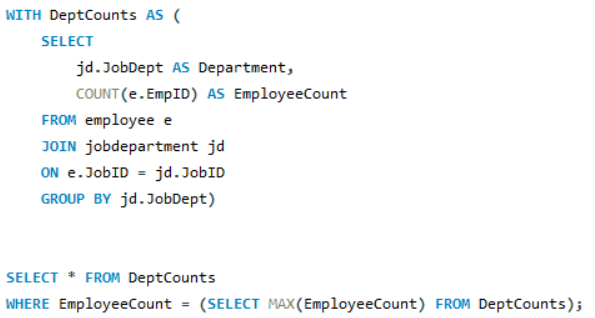 WITH DeptCounts AS (
    SELECT
        jd.JobDept AS Department,
        COUNT(e.EmpID) AS EmployeeCount
    FROM employee e
    JOIN jobdepartment jd
    ON e.JobID = jd.JobID
    GROUP BY jd.JobDept)
SELECT * FROM DeptCounts
WHERE EmployeeCount = (SELECT MAX(EmployeeCount) FROM DeptCounts);